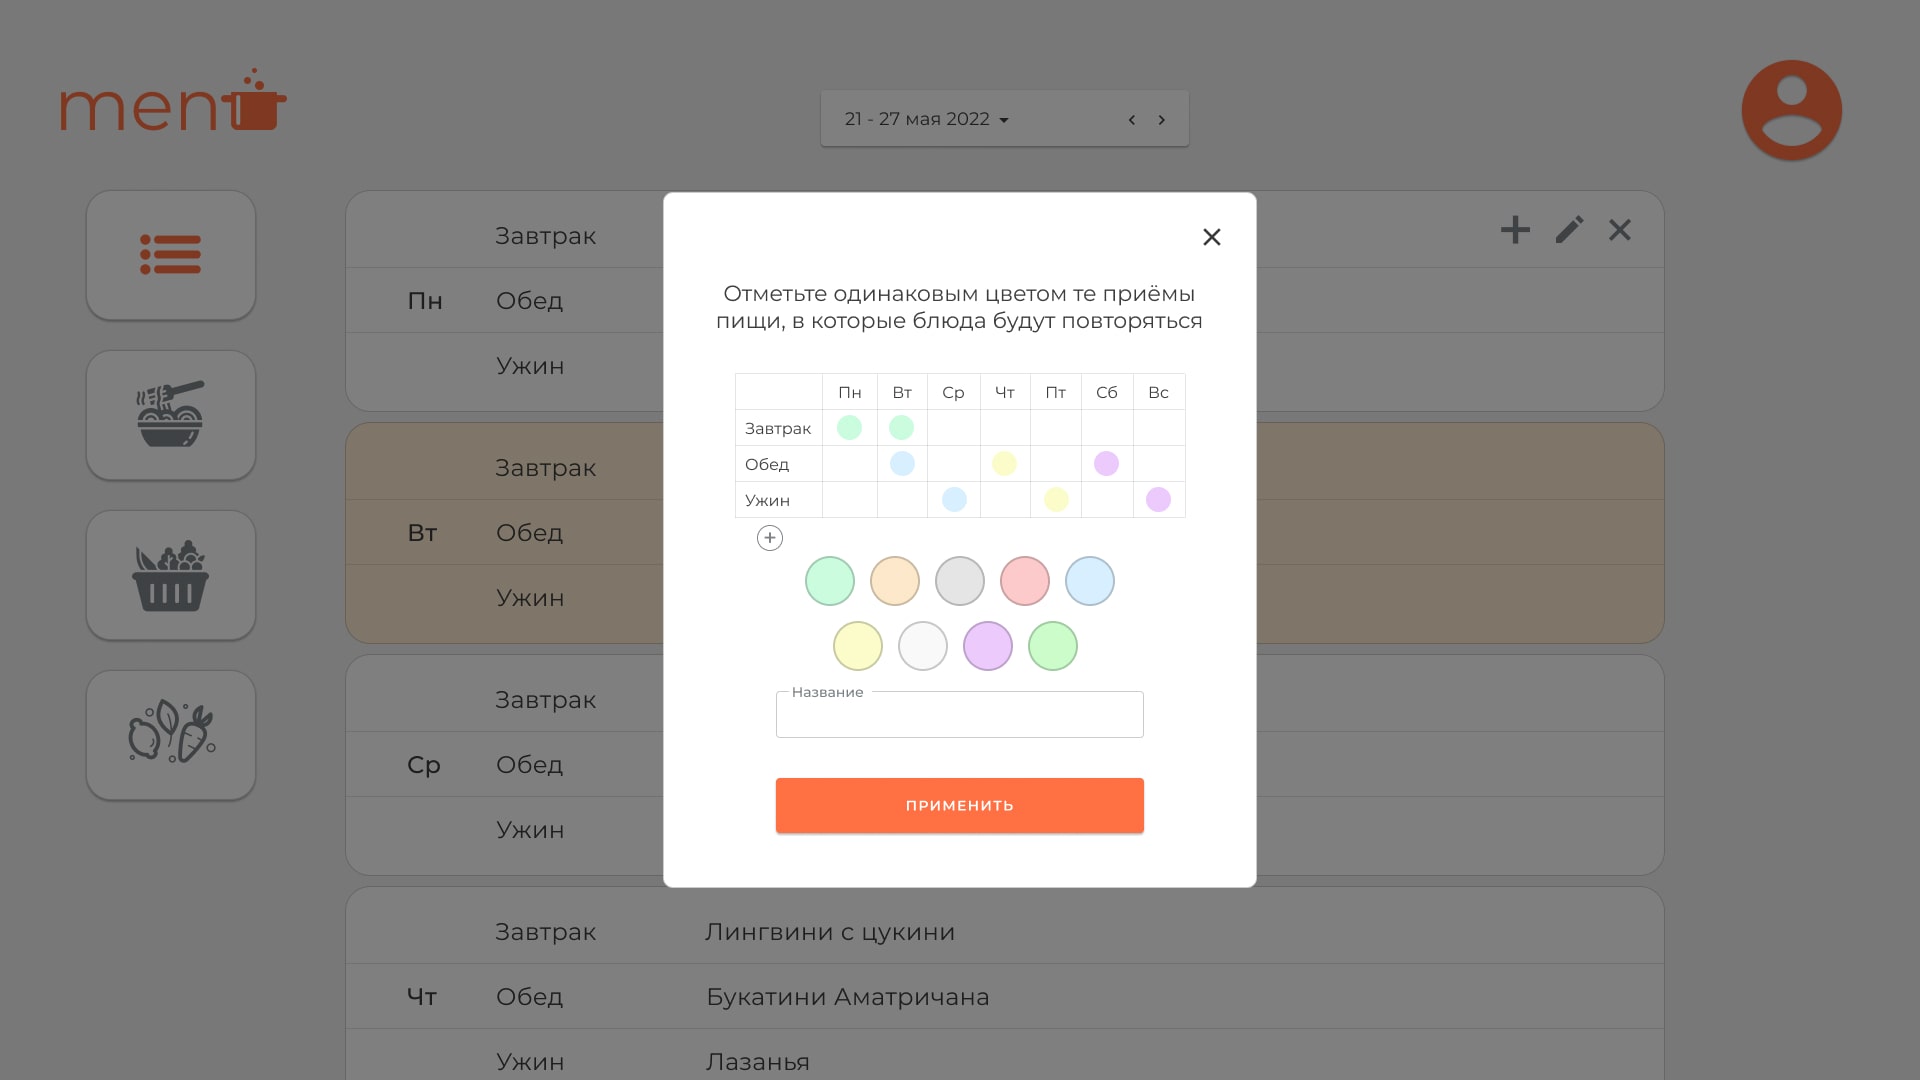 menu
21 - 27 мая 2022
Завтрак
Пн
Обед
Ужин
Завтрак
Вт
Обед
Ужин
Завтрак
Ср
Обед
Ужин
Завтрак
Лингвини с цукини
Чт
Обед
Букатини Аматричана
Ужин
Лазанья
Отметьте одинаковым цветом те приёмы
пищи, в которые блюда будут повторяться
Пн Вт Ср Чт Пт Сб Вс
Завтрак
Обед
Ужин
Название
ПРИМЕНИТЬ